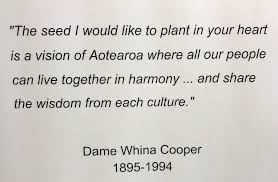 "The seed I would like to plant in your heart
is a vision of Aotearoa where all our people
can live together in harmony ... and share
the wisdom from each culture."
Dame Whina Cooper
1895-1994